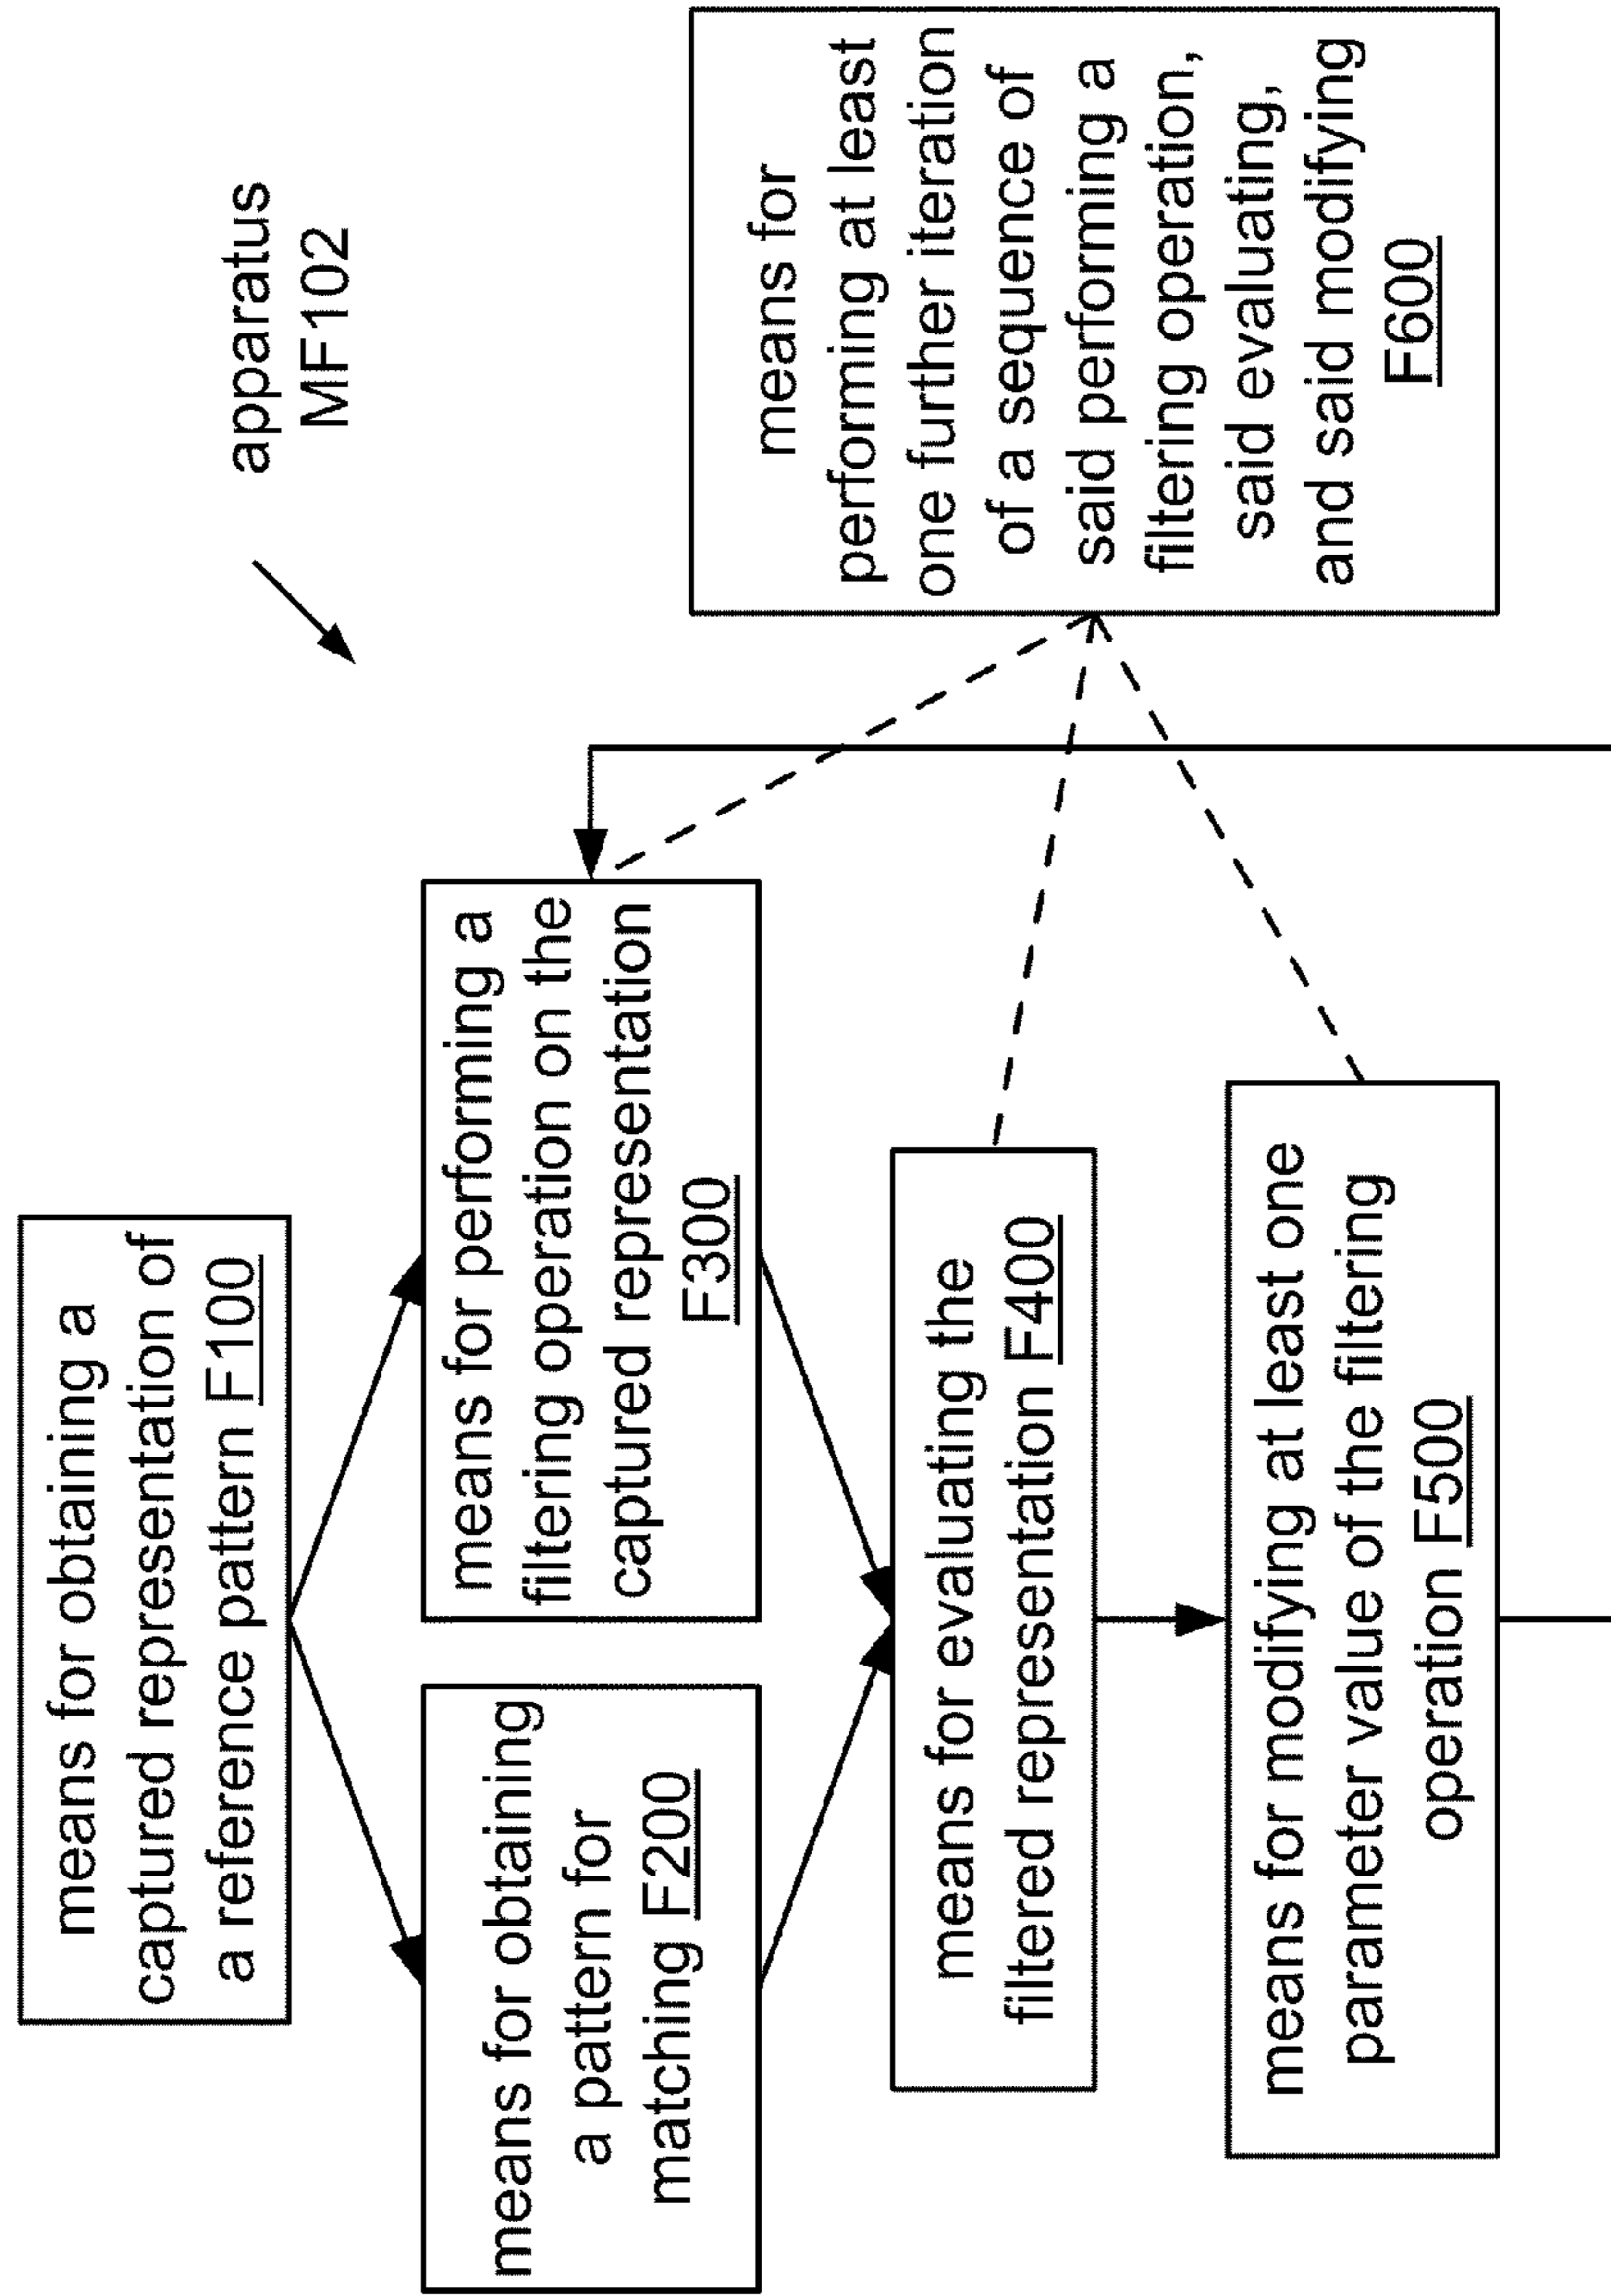 apparatus
MF102
means for obtaining a
captured representation of
a reference pattern F100
means for obtaining
a pattern for
matching F200
means for performing a
filtering operation on the
captured representation
F300
means for evaluating the
filtered representation F400
means for modifying at least one
parameter value of the filtering
operation F500
means for
performing at least
one further iteration
of a sequence of
said performing a
filtering operation,
said evaluating,
and said modifying
F600